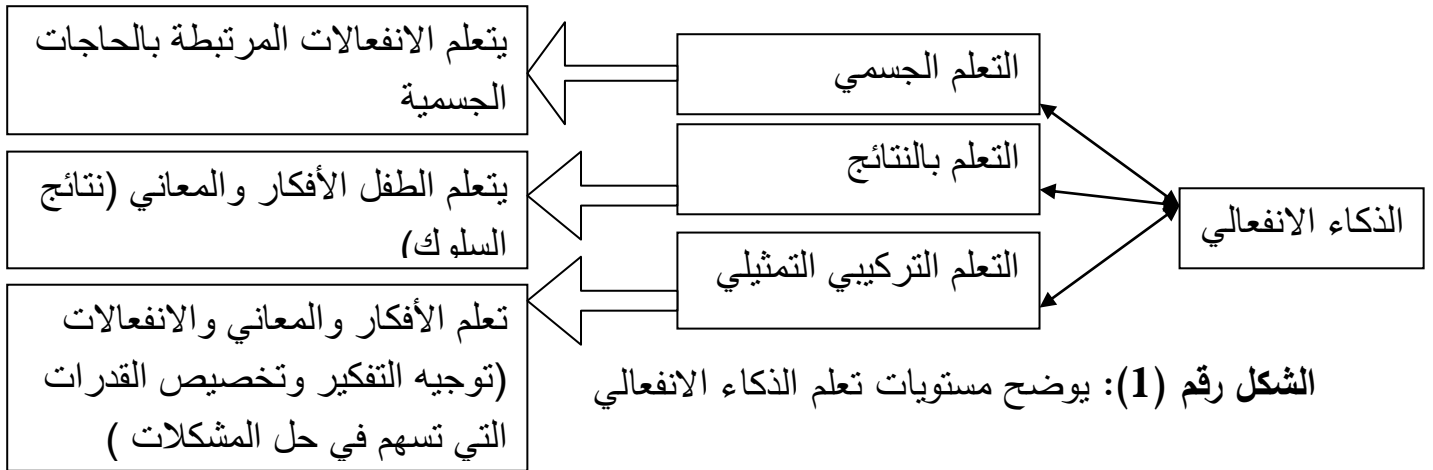 الذكاء الانفعالي
التعلم الجسمي
يتعلم الانفعالات المرتبطة بالحاجات
الجسمية
التعلم بالنتائج
يتعلم الطفل الأفكار والمعاني (نتائج
السلوك)
التعلم التركيبي التمثيلي
تعلم الأفكار والمعاني والانفعالات
(توجيه التفكير وتخصيص القدرات
التي تسهم في حل المشكلات )
الشكل رقم (1): يوضح مستويات تعلم الذكاء الانفعالي